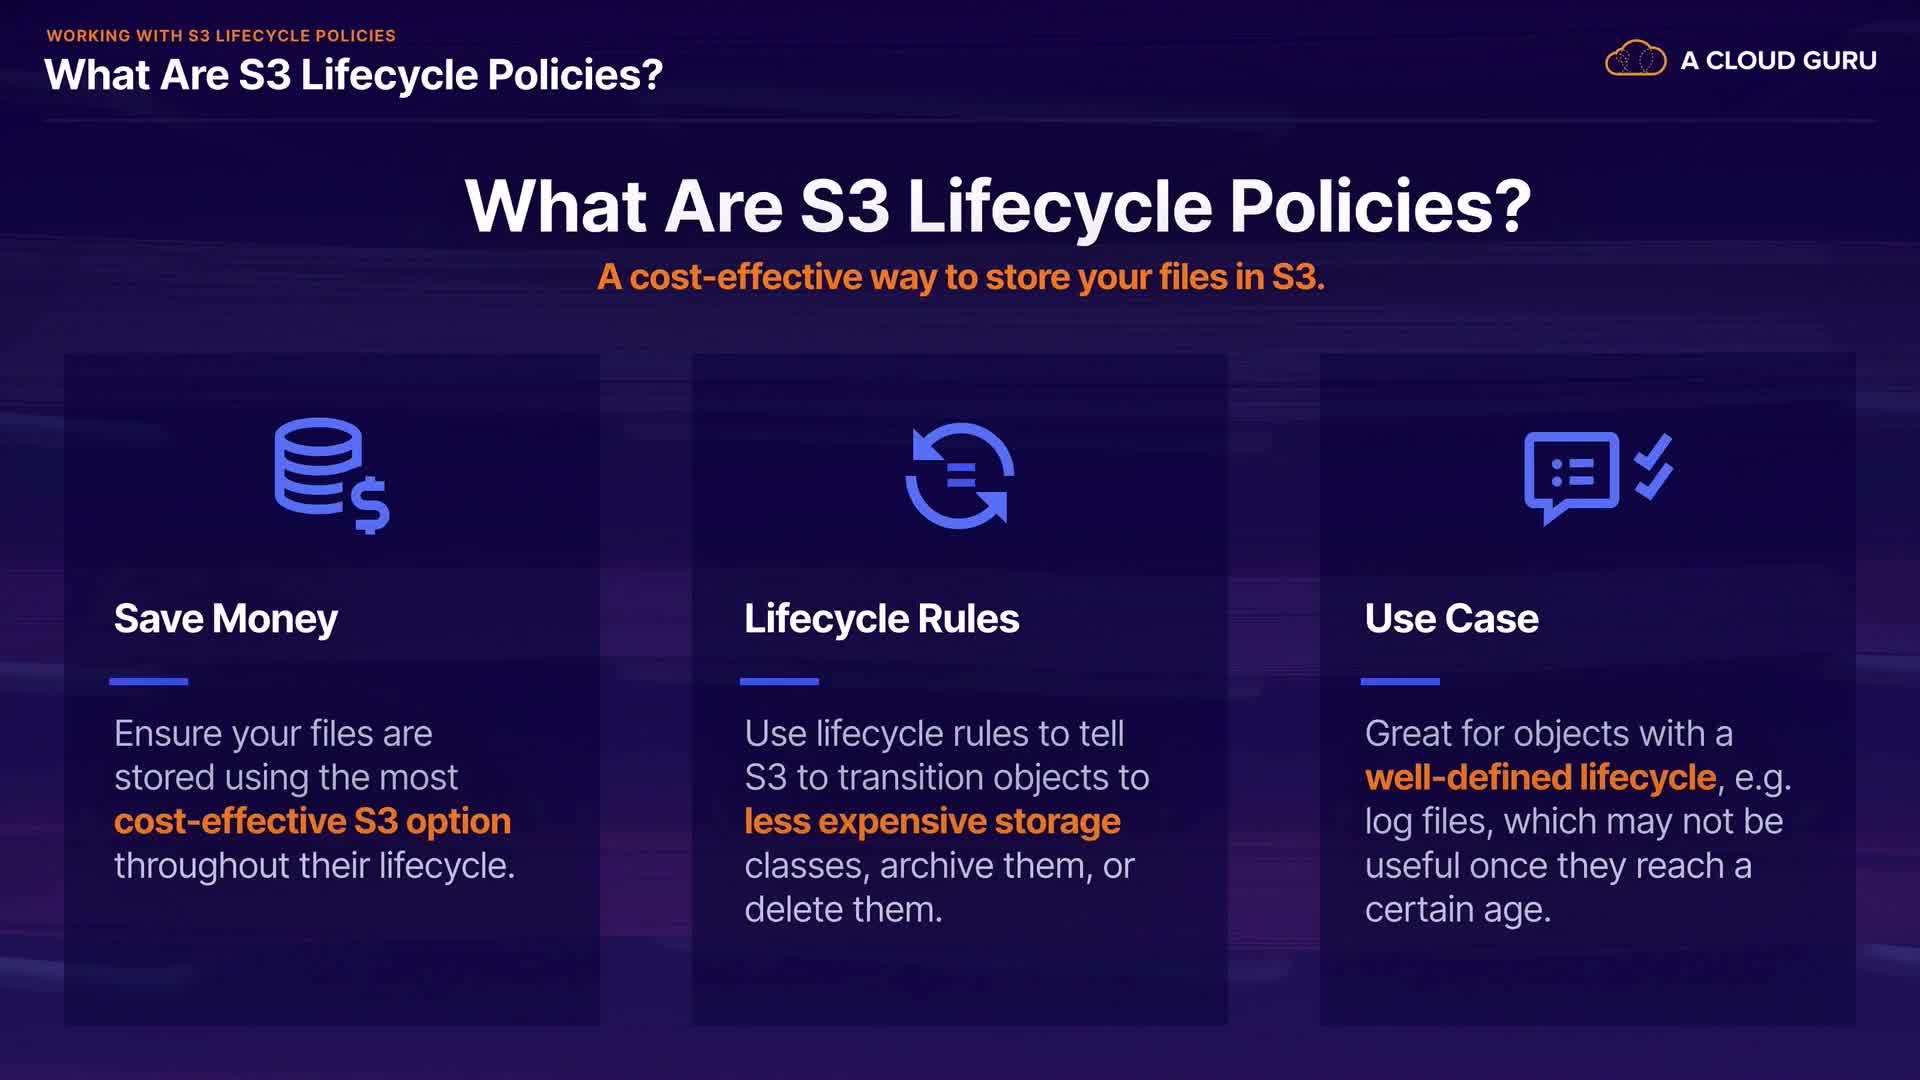 WORKING WITH S3 LIFECYCLE POLICIES
What Are S3 Lifecycle Policies?
A CLOUD GURU
What Are S3 Lifecycle Policies?
A cost-effective way to store your files in S3.
Save Money
Ensure your files are
stored using the most
cost-effective S3 option
throughout their lifecycle.
Lifecycle Rules
Use lifecycle rules to tell
S3 to transition objects to
less expensive storage
classes, archive them, or
delete them.
Use Case
Great for objects with a
well-defined lifecycle, e.g.
log files, which may not be
useful once they reach a
certain age.